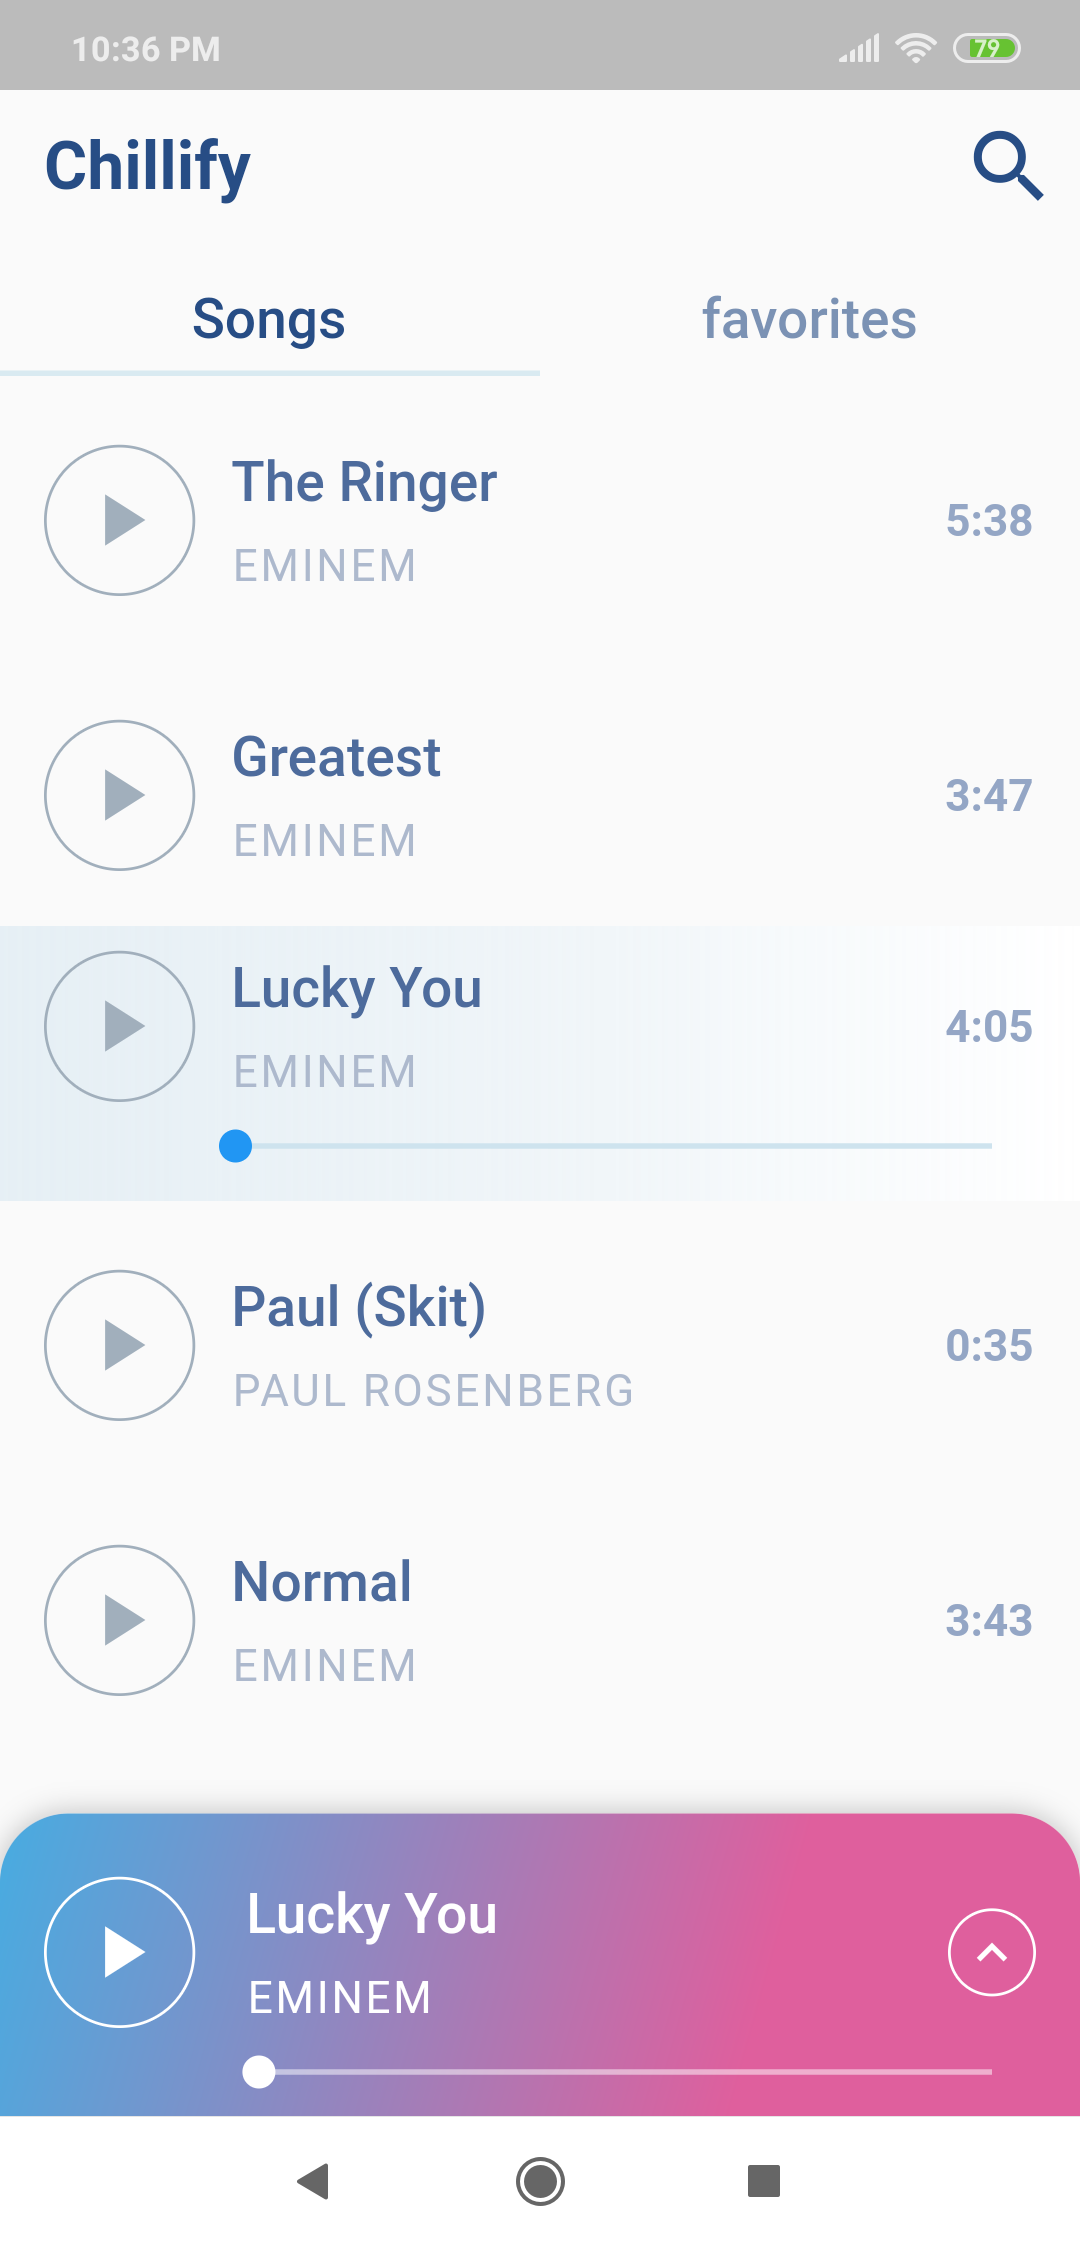 10:36 PM
79
Chillify
Songs
favorites
The Ringer
5:38
EMINEM
Greatest
3:47
EMINEM
Lucky You
4:05
EMINEM
Paul (Skit)
0:35
PAUL ROSENBERG
Normal
3:43
EMINEM
Lucky You
EMINEM